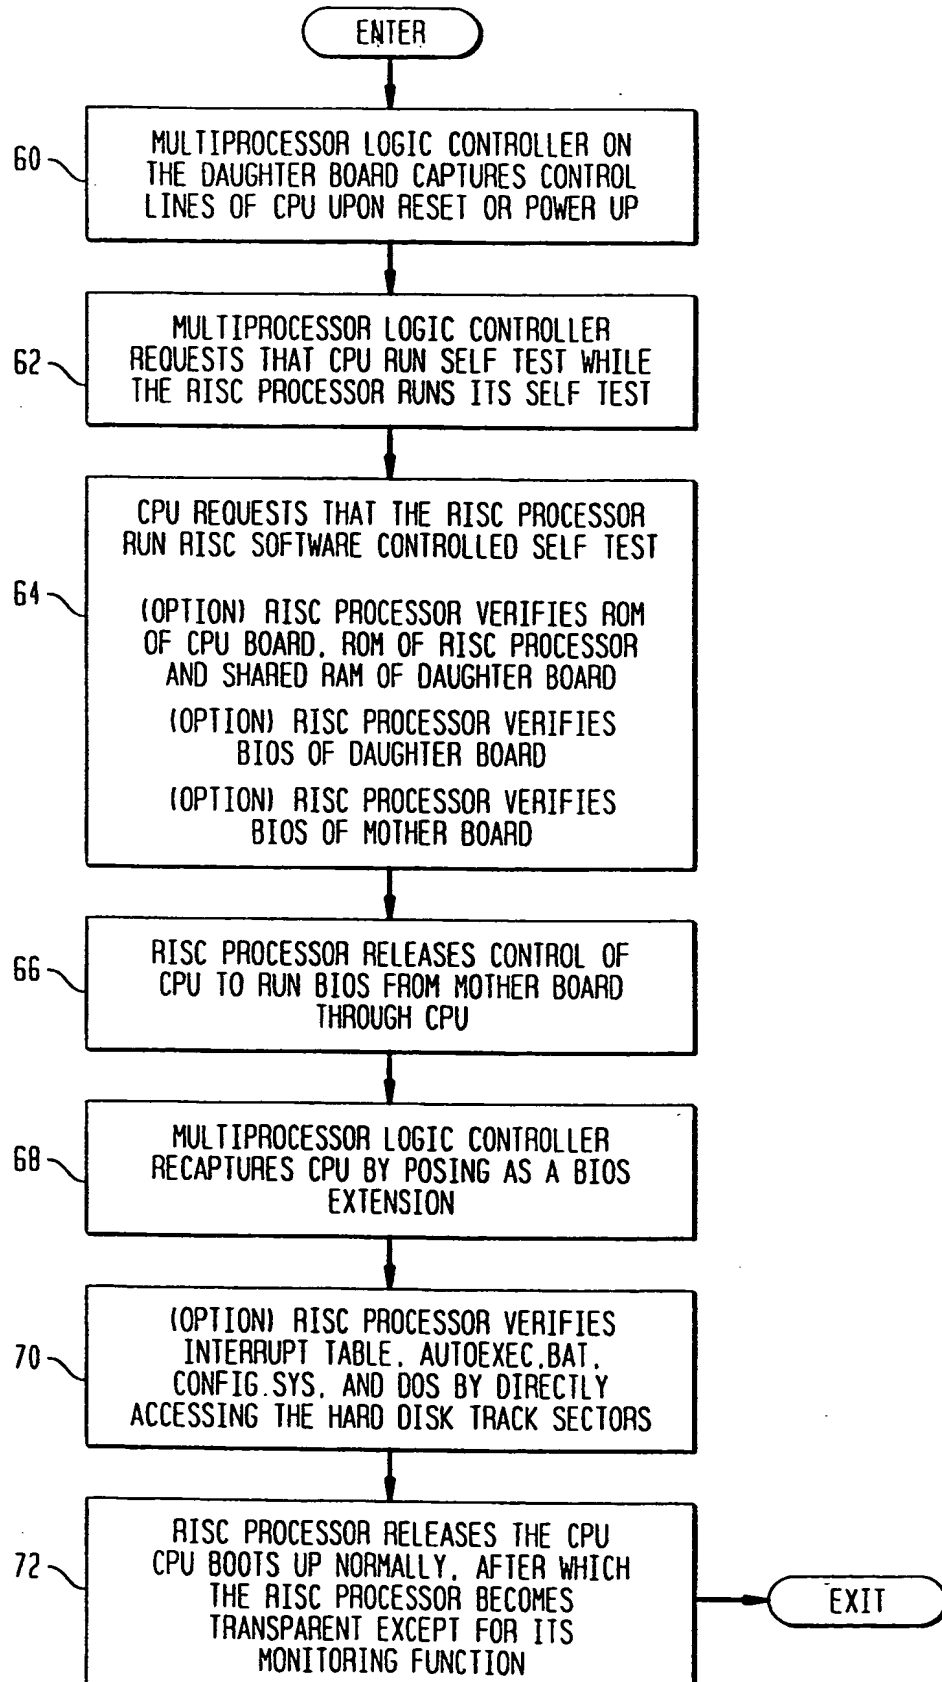 ENTER
60
MULTIPROCESSOR LOGIC CONTROLLER ON
THE DAUGHTER BOARD CAPTURES CONTROL
LINES OF CPU UPON RESET OR POWER UP
62
MULTIPROCESSOR LOGIC CONTROLLER
REQUESTS THAT CPU RUN SELF TEST WHILE
THE RISC PROCESSOR RUNS ITS SELF TEST
64
CPU REQUESTS THAT THE RISC PROCESSOR
RUN RISC SOFTWARE CONTROLLED SELF TEST
(OPTION) RISC PROCESSOR VERIFIES ROM
OF CPU BOARD, ROM OF RISC PROCESSOR
AND SHARED RAM OF DAUGHTER BOARD
(OPTION) RISC PROCESSOR VERIFIES
BIOS OF DAUGHTER BOARD
(OPTION) RISC PROCESSOR VERIFIES
BIOS OF MOTHER BOARD
66
RISC PROCESSOR RELEASES CONTROL OF
CPU TO RUN BIOS FROM MOTHER BOARD
THROUGH CPU
68
MULTIPROCESSOR LOGIC CONTROLLER
RECAPTURES CPU BY POSING AS A BIOS
EXTENSION
70
(OPTION) RISC PROCESSOR VERIFIES
INTERRUPT TABLE, AUTOEXEC.BAT,
CONFIG.SYS, AND DOS BY DIRECTLY
ACCESSING THE HARD DISK TRACK SECTORS
72
RISC PROCESSOR RELEASES THE CPU
CPU BOOTS UP NORMALLY, AFTER WHICH
THE RISC PROCESSOR BECOMES
TRANSPARENT EXCEPT FOR ITS
MONITORING FUNCTION
EXIT